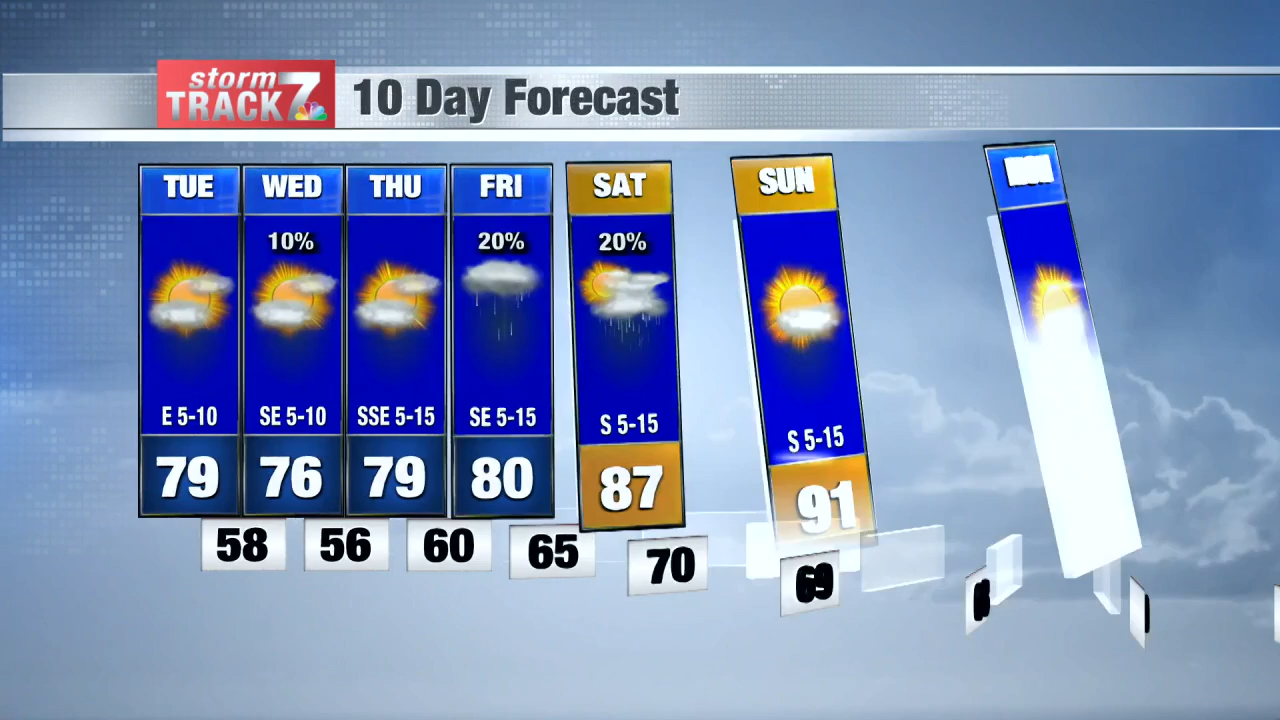 storm
TRACK 7
10 Day Forecast
TUE WED THU FRI SAT SUN
10% 20% 20%
E 5-10 SE 5-10 SSE 5-15 SE 5-15 S 5-15 S 5-15
79 76 79 80 87 91
58 56 60 65 70 69